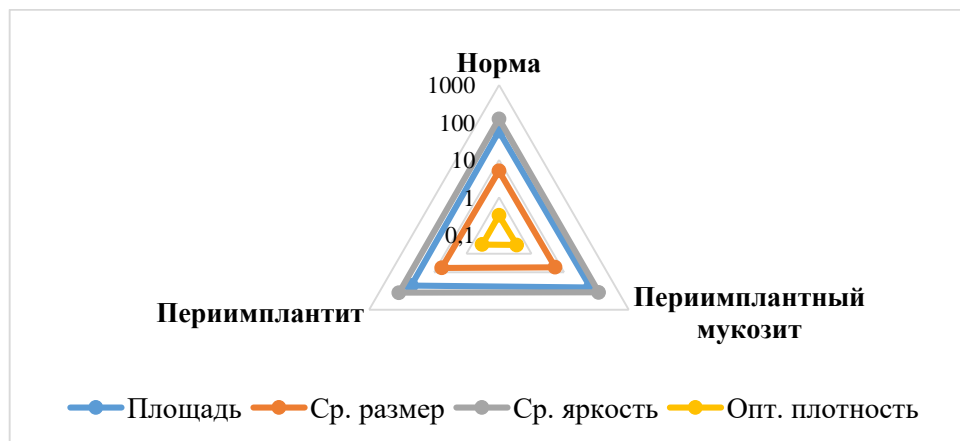 Норма
1000
100
10
1
0,1
Периимплантит
Периимплантный
мукозит
Площадь Ср. размер Ср. яркость Опт. плотность